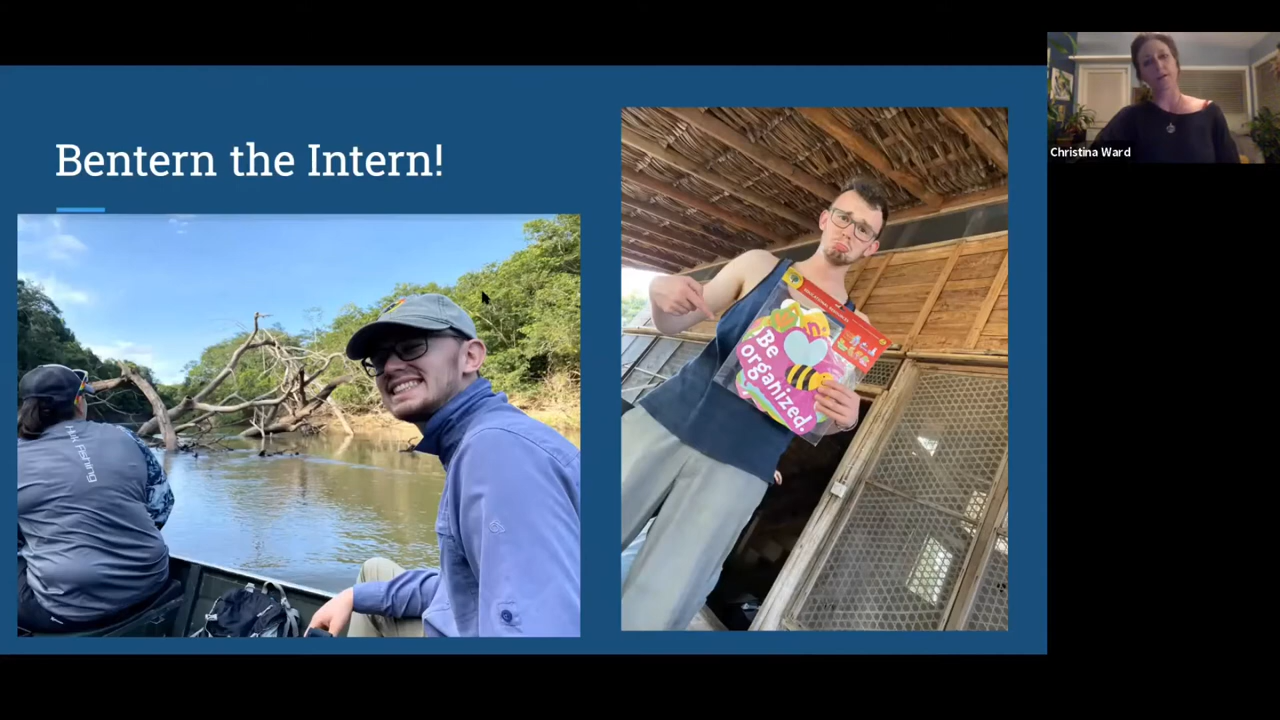 Bentern the Intern!
Christina Ward
Be
organized.